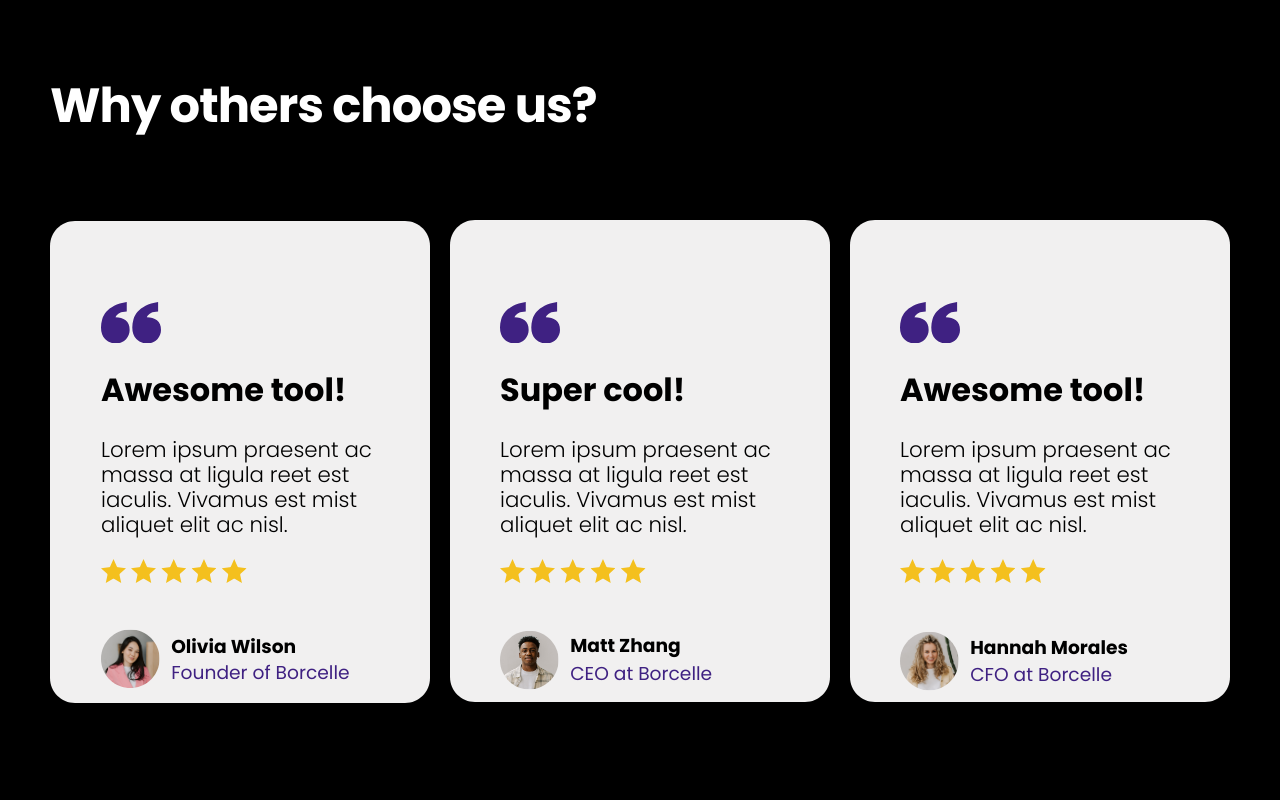 Why others choose us?
Awesome tool!
Lorem ipsum praesent ac
massa at ligula reet est
iaculis. Vivamus est mist
aliquet elit ac nisl.
Olivia Wilson
Founder of Borcelle
Super cool!
Lorem ipsum praesent ac
massa at ligula reet est
iaculis. Vivamus est mist
aliquet elit ac nisl.
Matt Zhang
CEO at Borcelle
Awesome tool!
Lorem ipsum praesent ac
massa at ligula reet est
iaculis. Vivamus est mist
aliquet elit ac nisl.
Hannah Morales
CFO at Borcelle